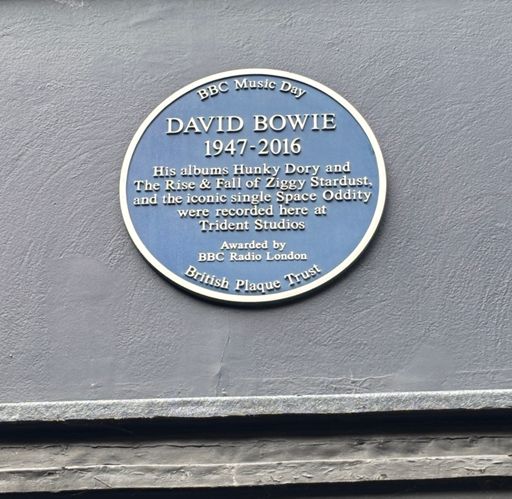 BBC Music Day
DAVID BOWIE
1947-2016
His albums Hunky Dory and
The Rise & Fall of Ziggy Stardust,
and the iconic single Space Oddity
were recorded here at
Trident Studios
Awarded by
BBC Radio London
British Plaque Trust